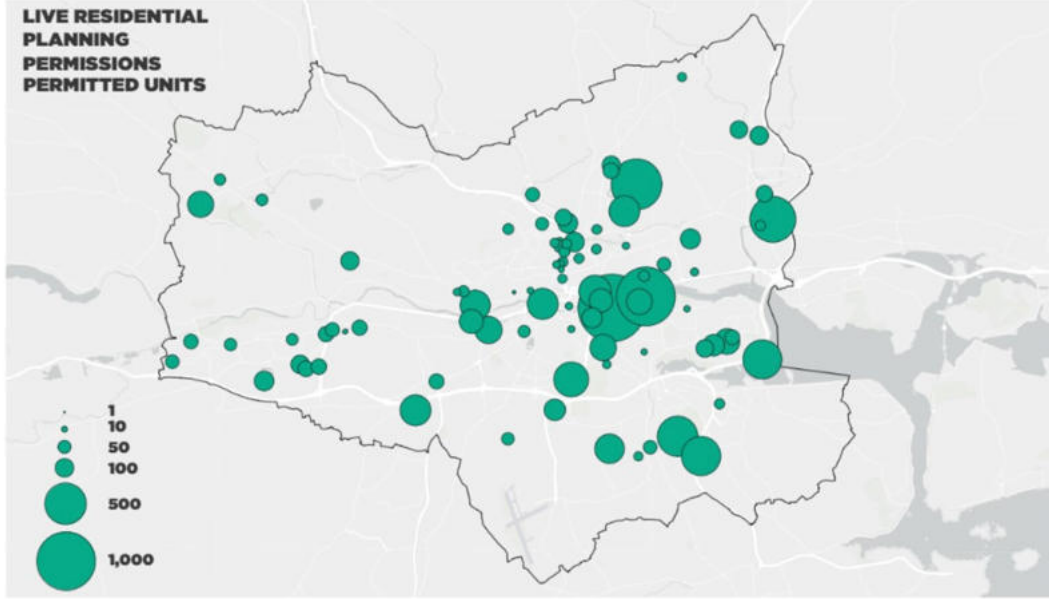 LIVE RESIDENTIAL
PLANNING
PERMISSIONS
PERMITTED UNITS
1
10
50
100
500
1,000